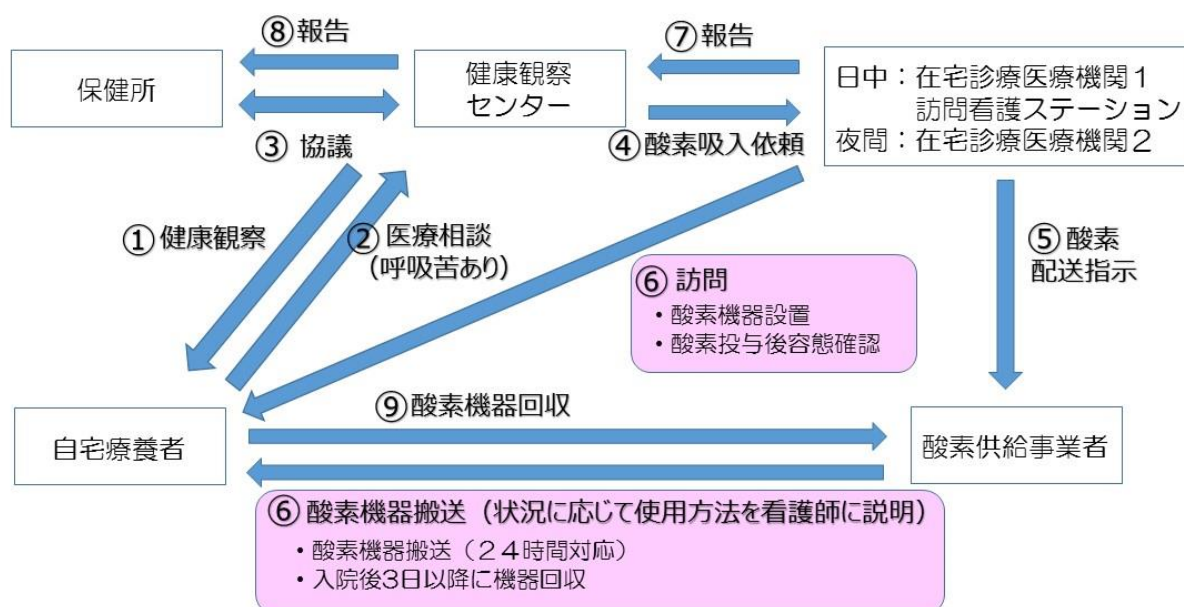 ⑧報告
⑦報告
保健所
健康観察
センター
日中：在宅診療医療機関１
訪問看護ステーション
夜間：在宅診療医療機関２
③ 協議
④酸素吸入依頼
①健康観察
②医療相談
（呼吸苦あり）
⑤酸素
配送指示
⑥ 訪問
・酸素機器設置
・酸素投与後容態確認
⑨酸素機器回収
自宅療養者
酸素供給事業者
⑥ 酸素機器搬送（状況に応じて使用方法を看護師に説明）
・酸素機器搬送（２４時間対応）
・入院後3日以降に機器回収